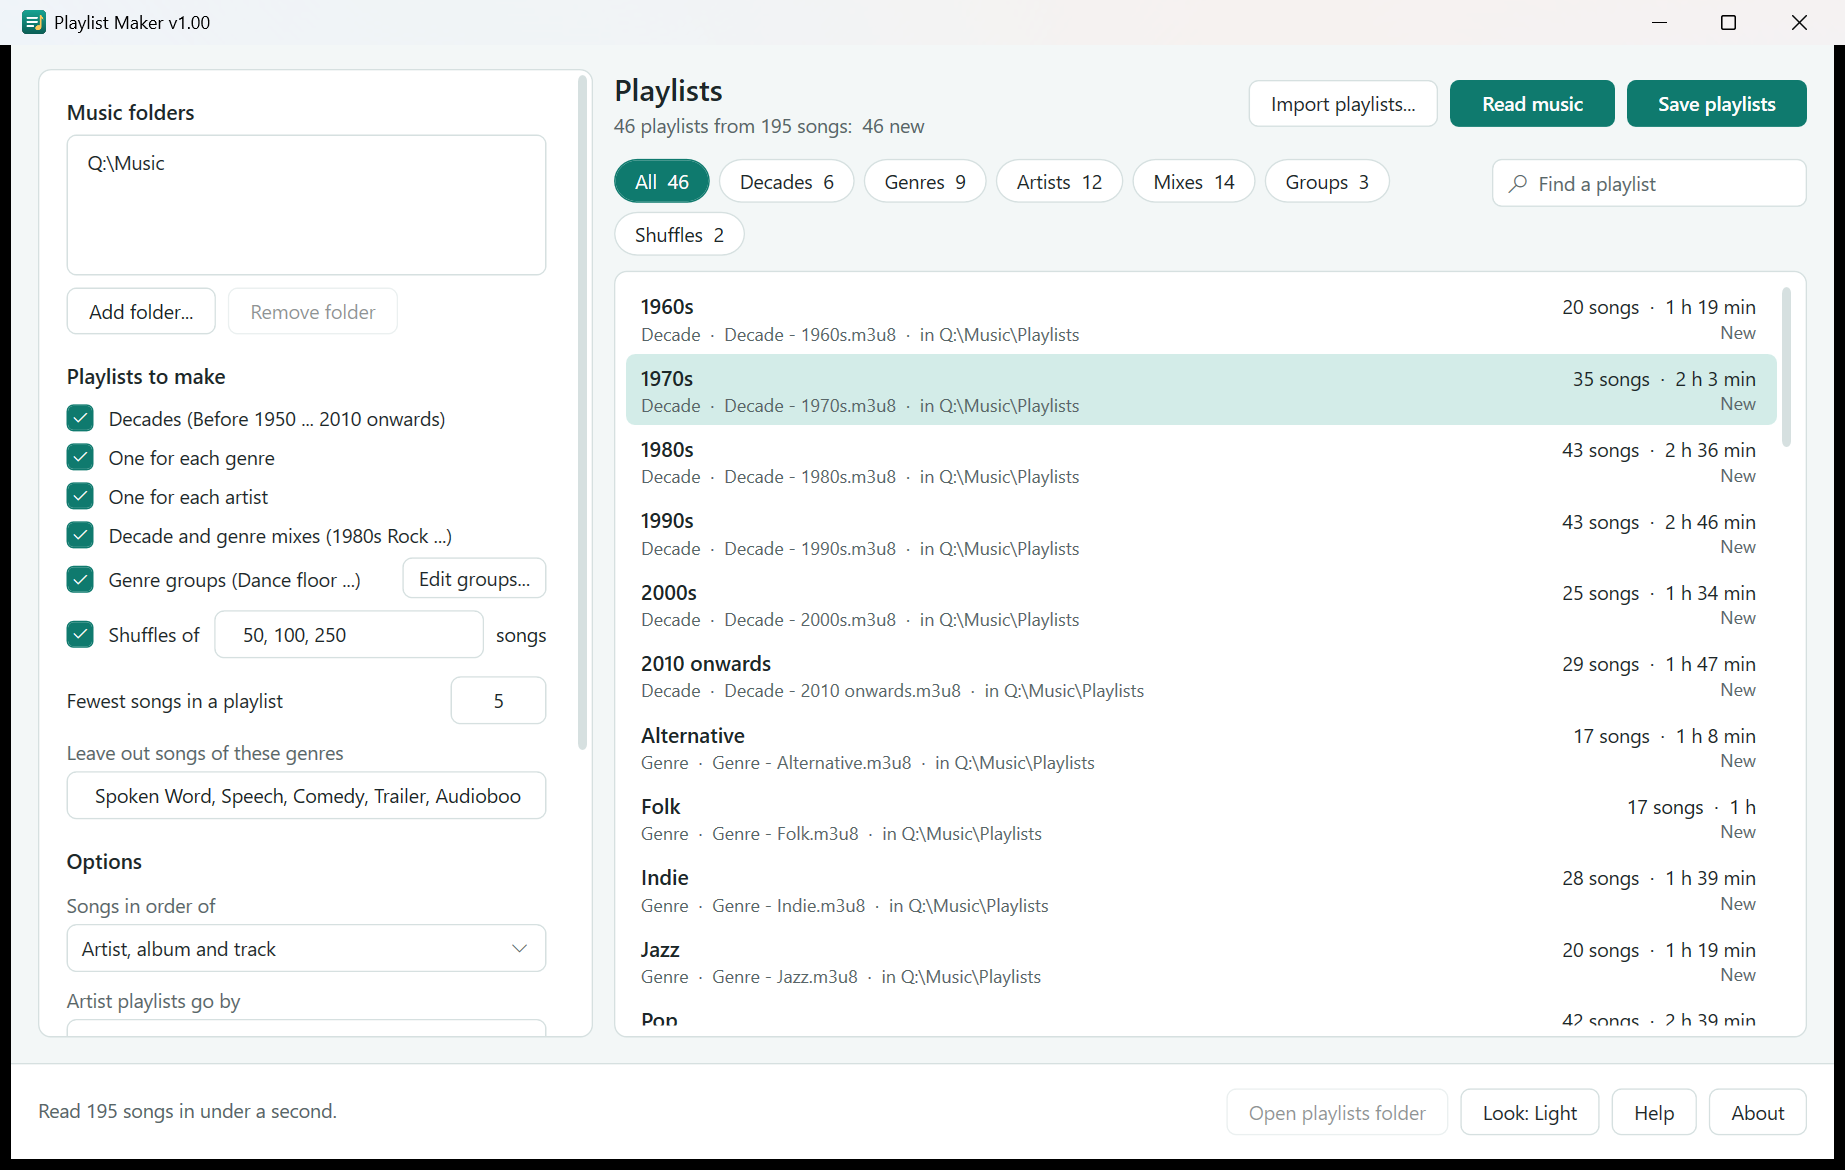 Playlist Maker v1.00
Music folders
Q:\Music
Add folder...
Remove folder
Playlists to make
Decades (Before 1950 ... 2010 onwards)
One for each genre
One for each artist
Decade and genre mixes (1980s Rock ...)
Genre groups (Dance floor ...)
Edit groups...
Shuffles of
50, 100, 250
songs
Fewest songs in a playlist
5
Leave out songs of these genres
Spoken Word, Speech, Comedy, Trailer, Audioboo
Options
Songs in order of
Artist, album and track
Artist playlists go by
Playlists
46 playlists from 195 songs:  46 new
Import playlists...
Read music
Save playlists
All 46
Decades 6
Genres 9
Artists 12
Mixes 14
Groups 3
Find a playlist
Shuffles 2
1960s
20 songs · 1 h 19 min
Decade · Decade - 1960s.m3u8 · in Q:\Music\Playlists
New
1970s
35 songs · 2 h 3 min
Decade · Decade - 1970s.m3u8 · in Q:\Music\Playlists
New
1980s
43 songs · 2 h 36 min
Decade · Decade - 1980s.m3u8 · in Q:\Music\Playlists
New
1990s
43 songs · 2 h 46 min
Decade · Decade - 1990s.m3u8 · in Q:\Music\Playlists
New
2000s
25 songs · 1 h 34 min
Decade · Decade - 2000s.m3u8 · in Q:\Music\Playlists
New
2010 onwards
29 songs · 1 h 47 min
Decade · Decade - 2010 onwards.m3u8 · in Q:\Music\Playlists
New
Alternative
17 songs · 1 h 8 min
Genre · Genre - Alternative.m3u8 · in Q:\Music\Playlists
New
Folk
17 songs · 1 h
Genre · Genre - Folk.m3u8 · in Q:\Music\Playlists
New
Indie
28 songs · 1 h 39 min
Genre · Genre - Indie.m3u8 · in Q:\Music\Playlists
New
Jazz
20 songs · 1 h 19 min
Genre · Genre - Jazz.m3u8 · in Q:\Music\Playlists
New
Pop
42 songs · 2 h 39 min
Read 195 songs in under a second.
Open playlists folder
Look: Light
Help
About